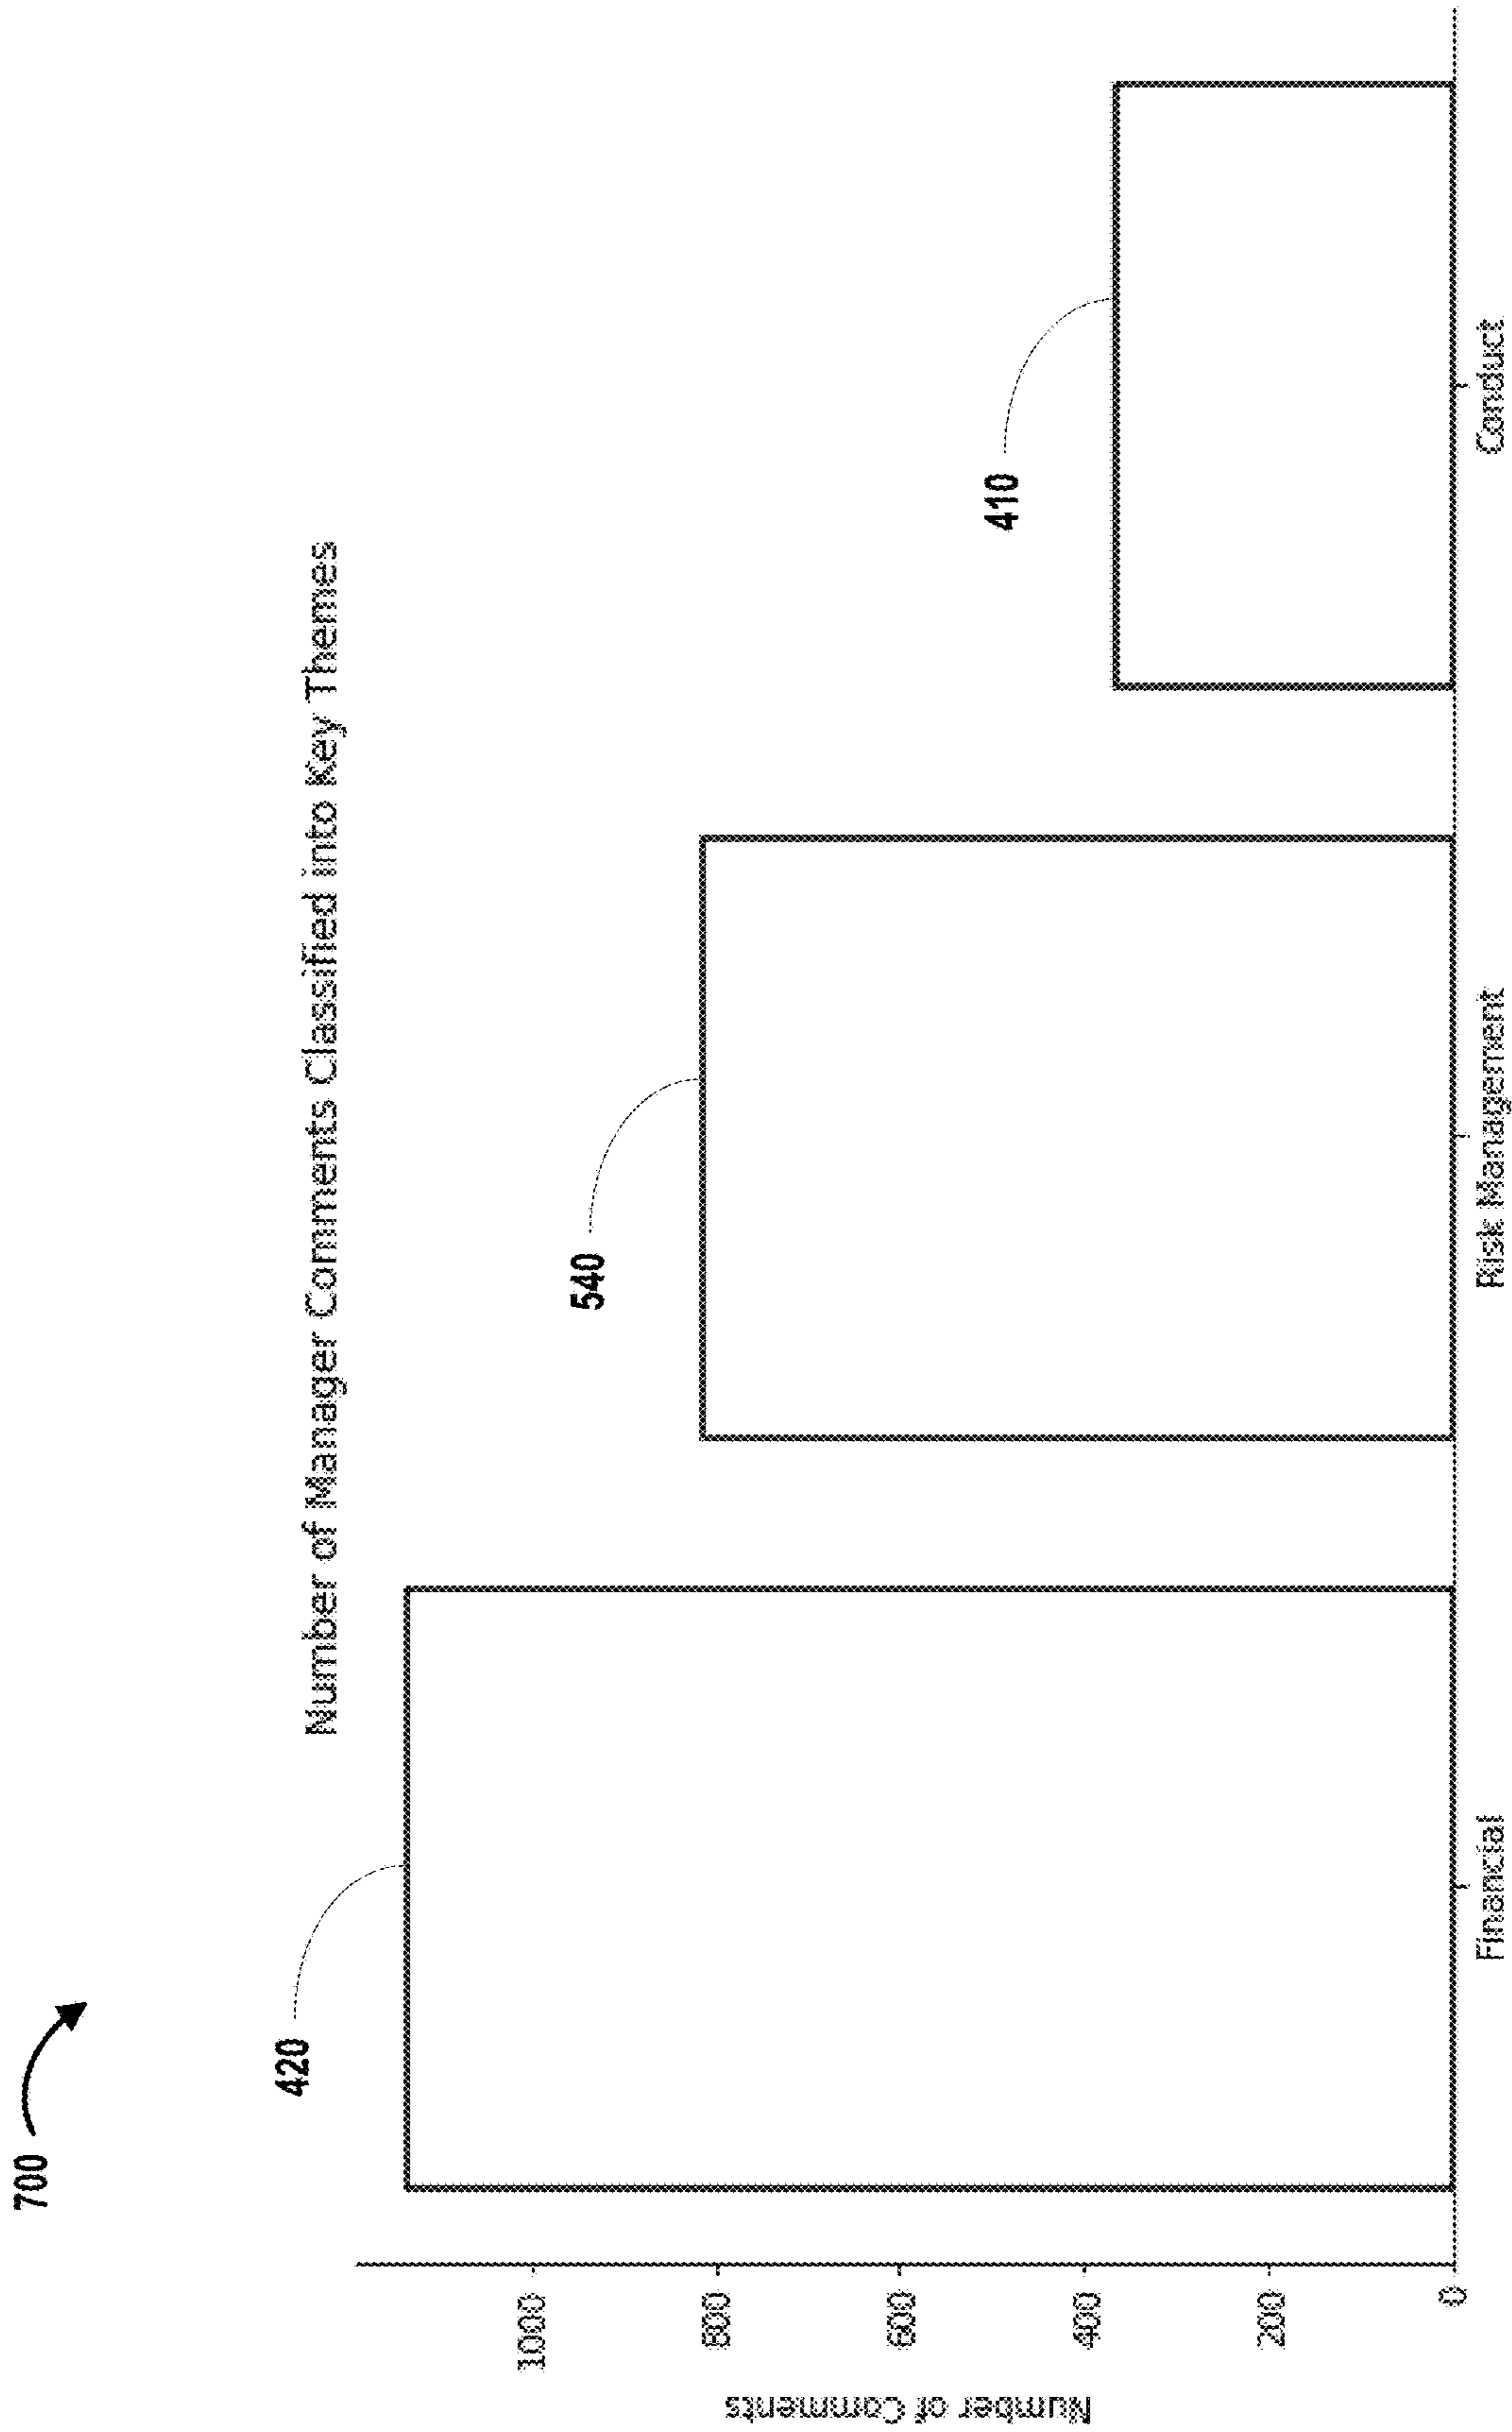 700
Number of Manager Comments Classified into Key Themes
420
540
410
Number of Comments
1000
800
600
400
200
0
Financial
Risk Management
Conduct